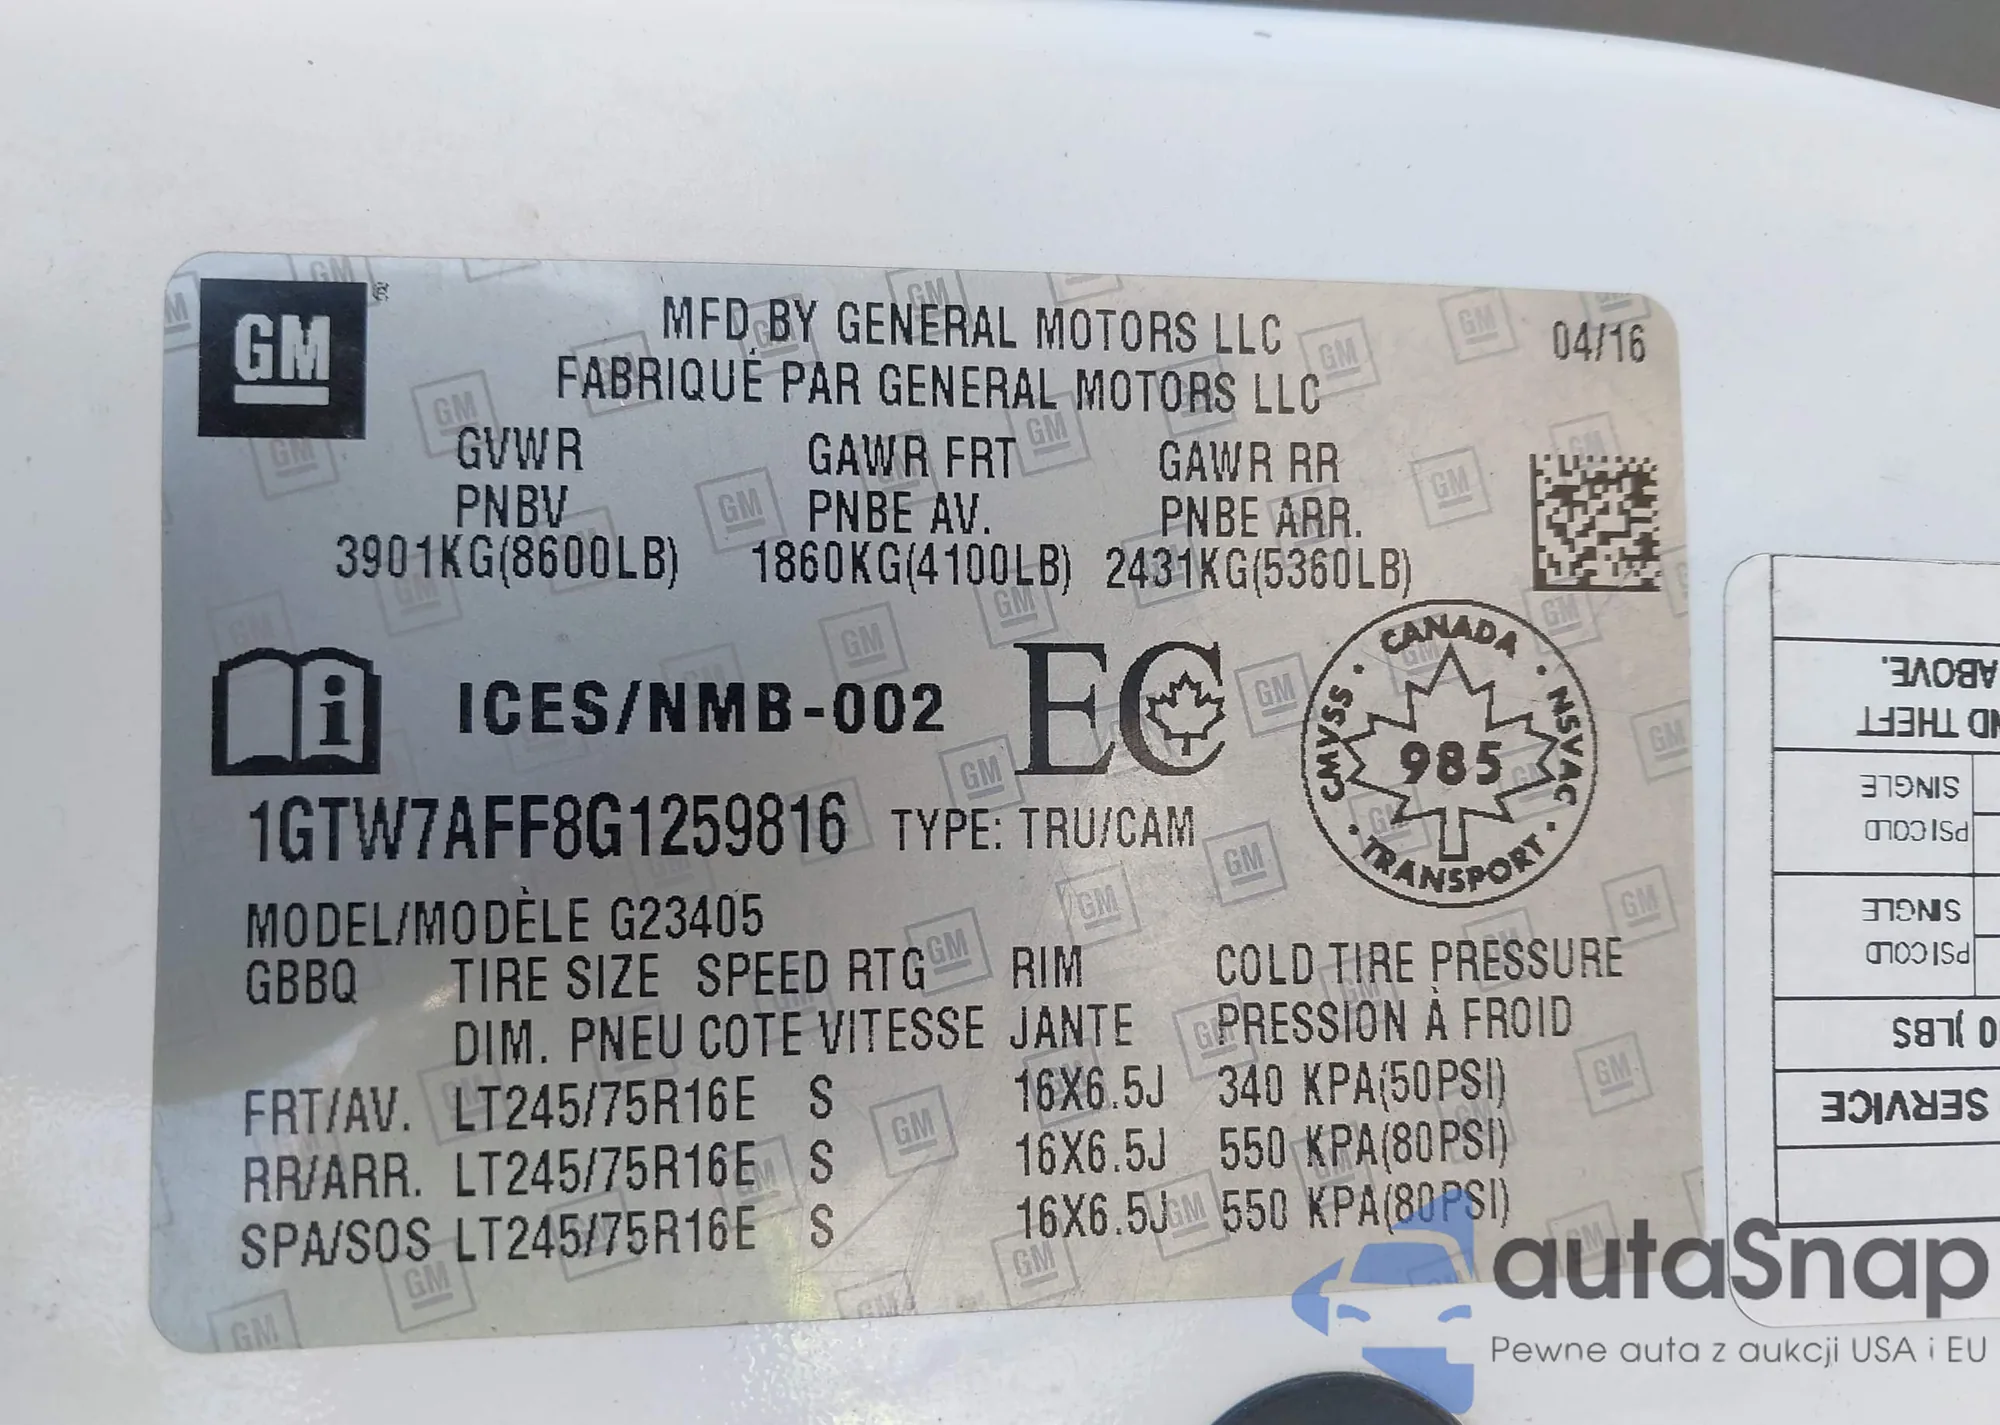 GM
MFD BY GENERAL MOTORS LLC
04/16
FABRIQUÉ PAR GENERAL MOTORS LLC
GVWR GAWR FRT GAWR RR
PNBV PNBE AV. PNBE ARR.
3901KG(8600LB) 1860KG(4100LB) 2431KG(5360LB)
i ICES/NMB-002 EC
CANADA
CMVSS 985 NSVAC
TRANSPORT
1GTW7AFF8G1259816 TYPE: TRU/CAM
MODEL/MODÈLE G23405
GBBQ TIRE SIZE SPEED RTG RIM COLD TIRE PRESSURE
DIM. PNEU COTE VITESSE JANTE PRESSION À FROID
FRT/AV. LT245/75R16E S 16X6.5J 340 KPA(50PSI)
RR/ARR. LT245/75R16E S 16X6.5J 550 KPA(80PSI)
SPA/SOS LT245/75R16E S 16X6.5J 550 KPA(80PSI)
SERVICE
LBS
PSI COLD
SINGLE
PSI COLD
SINGLE
THEFT
ABOVE.
autaSnap
Pewne auta z aukcji USA i EU